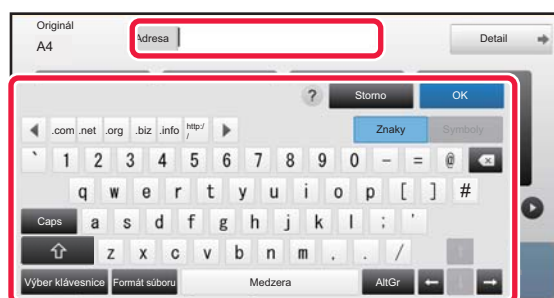 Originál
A4
Adresa
Detail
? Storno OK
.com .net .org .biz .info http:/
/
Znaky Symboly
` 1 2 3 4 5 6 7 8 9 0 - = @
q w e r t y u i o p [ ] #
Caps a s d f g h j k l ; '
z x c v b n m . . /
Výber klávesnice Formát súboru Medzera AltGr